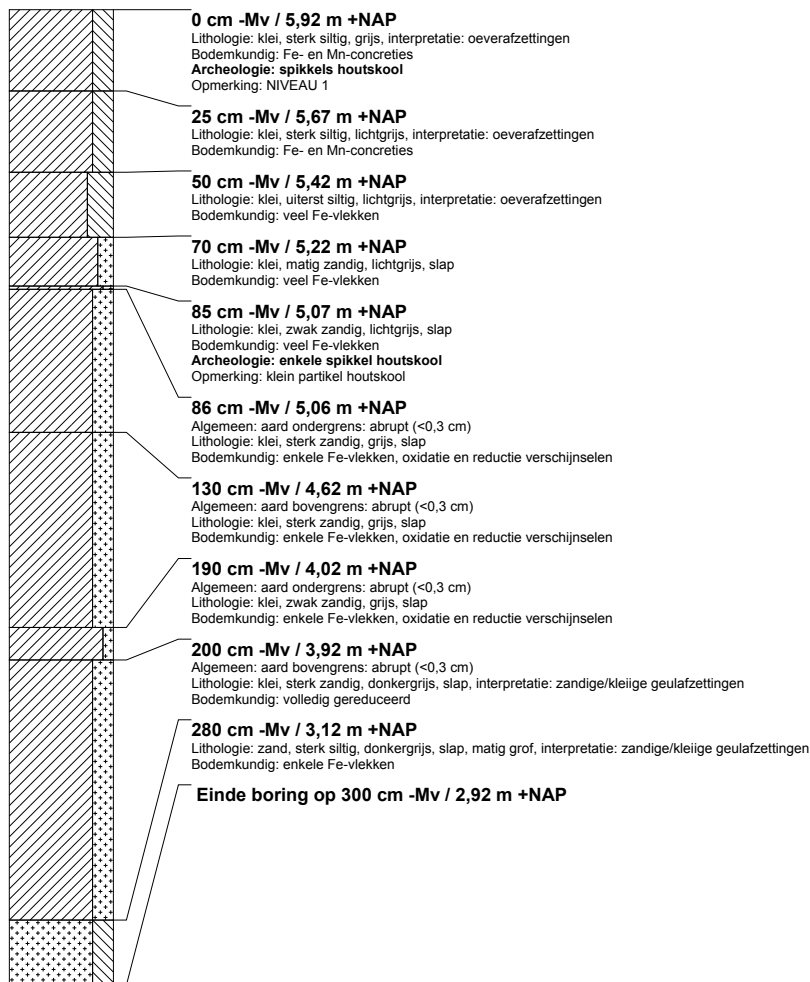 0 cm -Mv / 5,92 m +NAP
Lithologie: klei, sterk siltig, grijs, interpretatie: oeverafzettingen
Bodemkundig: Fe- en Mn-concreties
Archeologie: spikkels houtskool
Opmerking: NIVEAU 1
25 cm -Mv / 5,67 m +NAP
Lithologie: klei, sterk siltig, lichtgrijs, interpretatie: oeverafzettingen
Bodemkundig: Fe- en Mn-concreties
50 cm -Mv / 5,42 m +NAP
Lithologie: klei, uiterst siltig, lichtgrijs, interpretatie: oeverafzettingen
Bodemkundig: veel Fe-vlekken
70 cm -Mv / 5,22 m +NAP
Lithologie: klei, matig zandig, lichtgrijs, slap
Bodemkundig: veel Fe-vlekken
85 cm -Mv / 5,07 m +NAP
Lithologie: klei, zwak zandig, lichtgrijs, slap
Bodemkundig: veel Fe-vlekken
Archeologie: enkele spikkel houtskool
Opmerking: klein partikel houtskool
86 cm -Mv / 5,06 m +NAP
Algemeen: aard ondergrens: abrupt (<0,3 cm)
Lithologie: klei, sterk zandig, grijs, slap
Bodemkundig: enkele Fe-vlekken, oxidatie en reductie verschijnselen
130 cm -Mv / 4,62 m +NAP
Algemeen: aard bovengrens: abrupt (<0,3 cm)
Lithologie: klei, sterk zandig, grijs, slap
Bodemkundig: enkele Fe-vlekken, oxidatie en reductie verschijnselen
190 cm -Mv / 4,02 m +NAP
Algemeen: aard ondergrens: abrupt (<0,3 cm)
Lithologie: klei, zwak zandig, grijs, slap
Bodemkundig: enkele Fe-vlekken, oxidatie en reductie verschijnselen
200 cm -Mv / 3,92 m +NAP
Algemeen: aard bovengrens: abrupt (<0,3 cm)
Lithologie: klei, sterk zandig, donkergrijs, slap, interpretatie: zandige/kleiige geulafzettingen
Bodemkundig: volledig gereduceerd
280 cm -Mv / 3,12 m +NAP
Lithologie: zand, sterk siltig, donkergrijs, slap, matig grof, interpretatie: zandige/kleiige geulafzettingen
Bodemkundig: enkele Fe-vlekken
Einde boring op 300 cm -Mv / 2,92 m +NAP